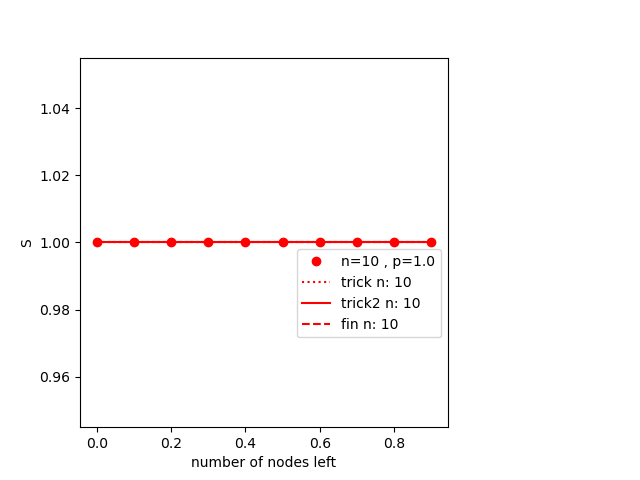 1.04
1.02
1.00
0.98
0.96
S
n=10 , p=1.0
trick n: 10
trick2 n: 10
fin n: 10
0.0 0.2 0.4 0.6 0.8
number of nodes left